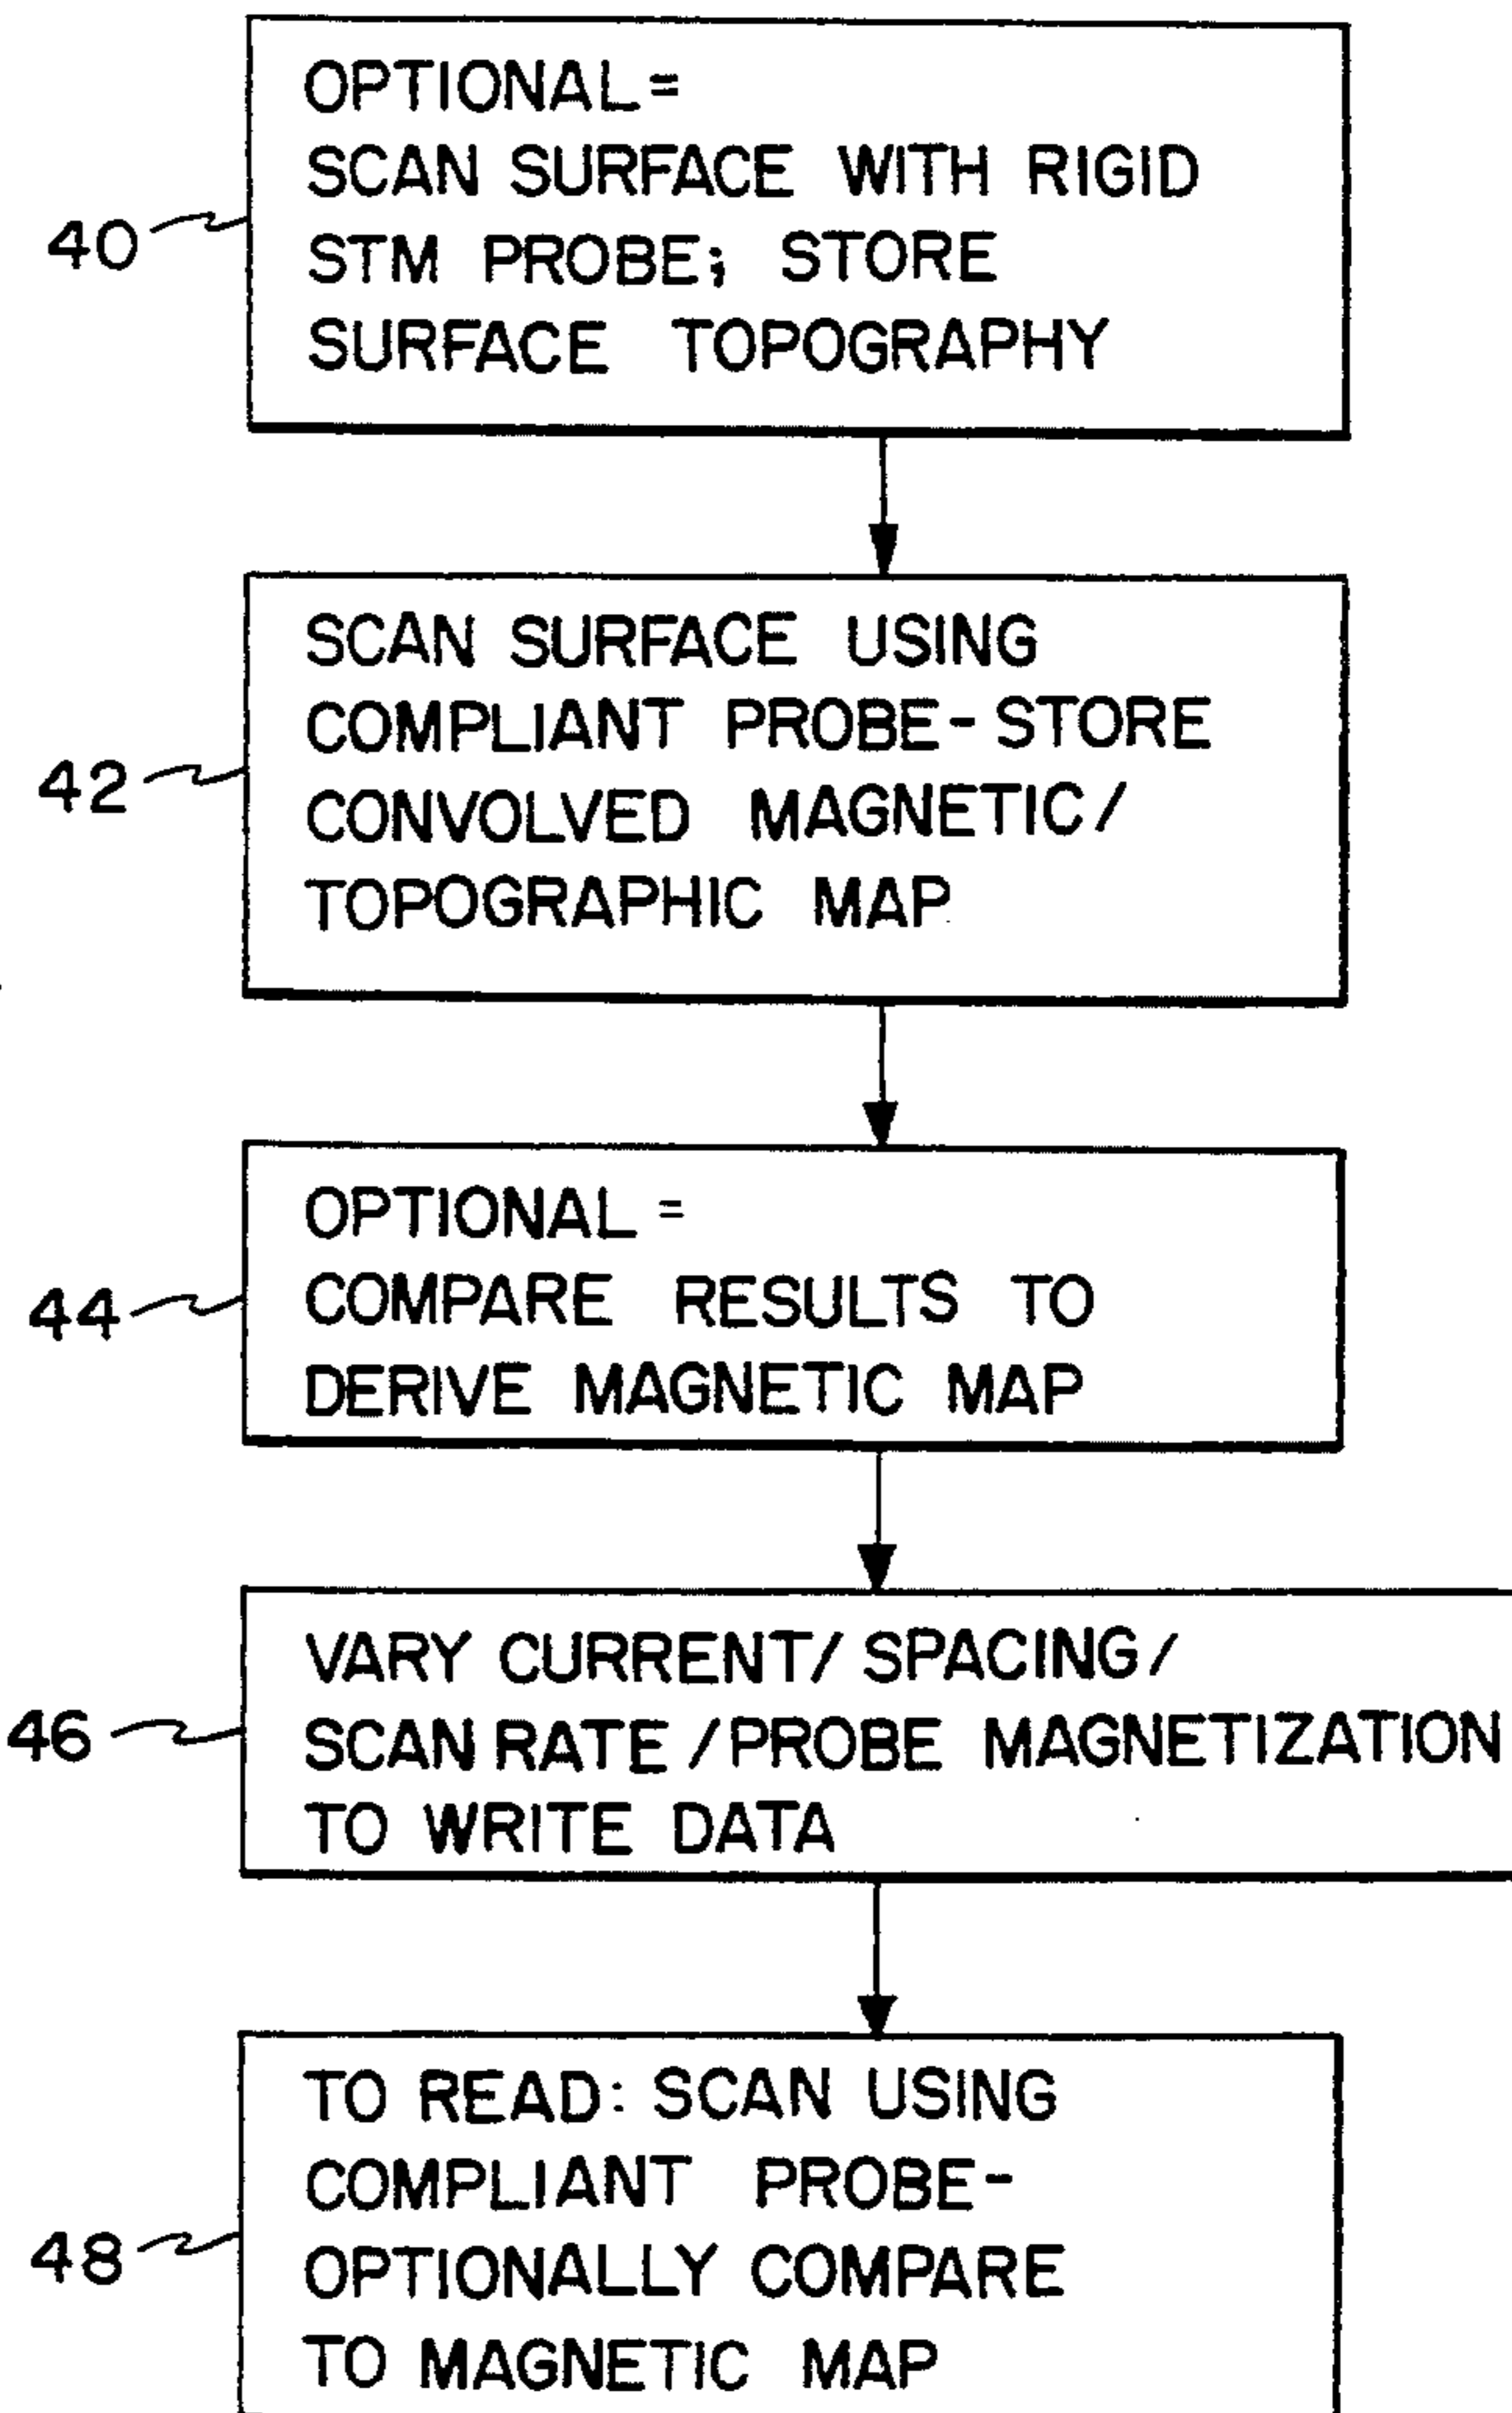 OPTIONAL=
SCAN SURFACE WITH RIGID
40
STM PROBE; STORE
SURFACE TOPOGRAPHY
SCAN SURFACE USING
COMPLIANT PROBE-STORE
42
CONVOLVED MAGNETIC/
TOPOGRAPHIC MAP
OPTIONAL=
44
COMPARE RESULTS TO
DERIVE MAGNETIC MAP
VARY CURRENT/ SPACING/
46
SCAN RATE /PROBE MAGNETIZATION
TO WRITE DATA
TO READ: SCAN USING
COMPLIANT PROBE-
48
OPTIONALLY COMPARE
TO MAGNETIC MAP